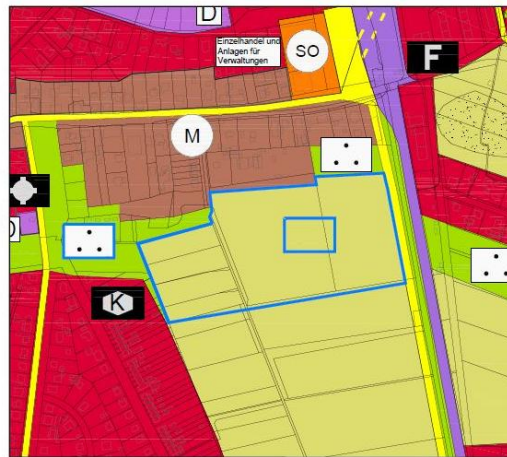 D
Einzelhandel und
Anlagen für
Verwaltungen
SO
F
M
K